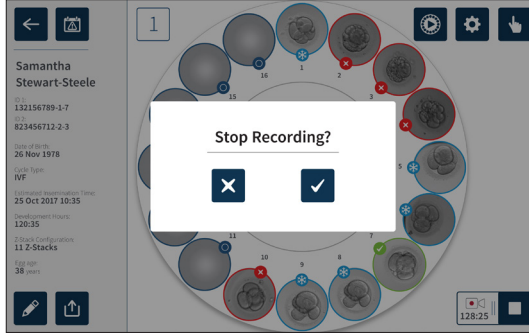 1
Samantha
Stewart-Steele
ID 1:
132156789-1-7
ID 2:
823456712-2-3
Date of Birth:
26 Nov 1978
Cycle Type:
IVF
Estimated Insemination Time:
25 Oct 2017 10:35
Development Hours:
120:35
Z-Stack Configuration:
11 Z-Stacks
Egg age:
38 years
16
1
2
15
3
Stop Recording?
5
11
7
10
9
8
128:25